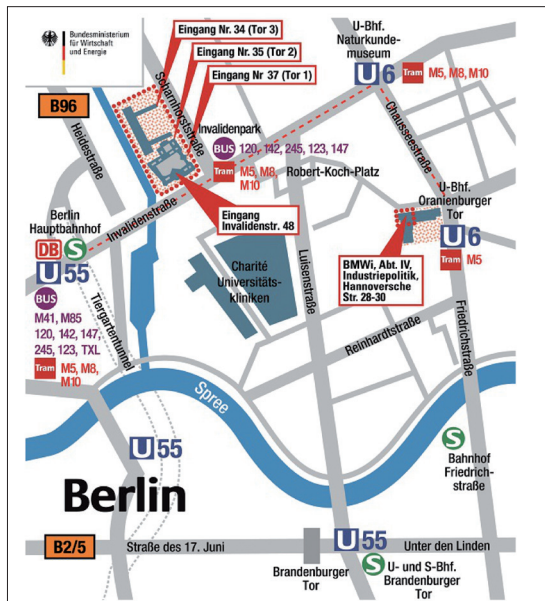 Bundesministerium
für Wirtschaft
und Energie
Eingang Nr. 34 (Tor 3)
Eingang Nr. 35 (Tor 2)
Eingang Nr 37 (Tor 1)
U-Bhf.
Naturkunde-
museum
U6
Tram M5, M8, M10
B96
Scharnhorststraße
Heidestraße
Invalidenpark
BUS 120, 142, 245, 123, 147
Tram M5, M8,
M10
Robert-Koch-Platz
Chausseestraße
U-Bhf.
Oranienburger
Tor
U6
Tram M5
Berlin
Hauptbahnhof
DB S
U55
BUS
M41, M85
120, 142, 147,
245, 123, TXL
Tram M5, M8,
M10
Invalidenstraße
Eingang
Invalidenstr. 48
Charité
Universitäts-
kliniken
Luisenstraße
BMWi, Abt. IV,
Industriepolitik,
Hannoversche
Str. 28-30
Reinhardtstraße
Friedrichstraße
Tiergartentunnel
Spree
U55
S
Bahnhof
Friedrich-
straße
Berlin
B2/5
Straße des 17. Juni
Brandenburger
Tor
U55
Unter den Linden
S
U- und S-Bhf.
Brandenburger
Tor